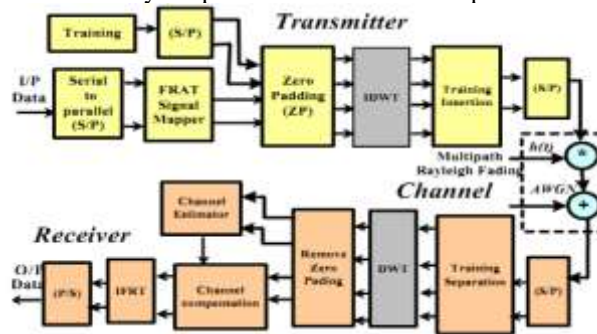 Transmitter
Training
(S/P)
I/P
Data
Serial
to
parallel
(S/P)
FRAT
Signal
Mapper
Zero
Padding
(ZP)
IDWT
Training
Insertion
(S/P)
Multipath
Rayleigh Fading
h(t)
*
Channel
AWGN
+
Receiver
O/P
Data
(P/S)
IFRT
Channel
Estimator
Channel
compensation
Remove
Zero
Pading
DWT
Training
Separation
(S/P)